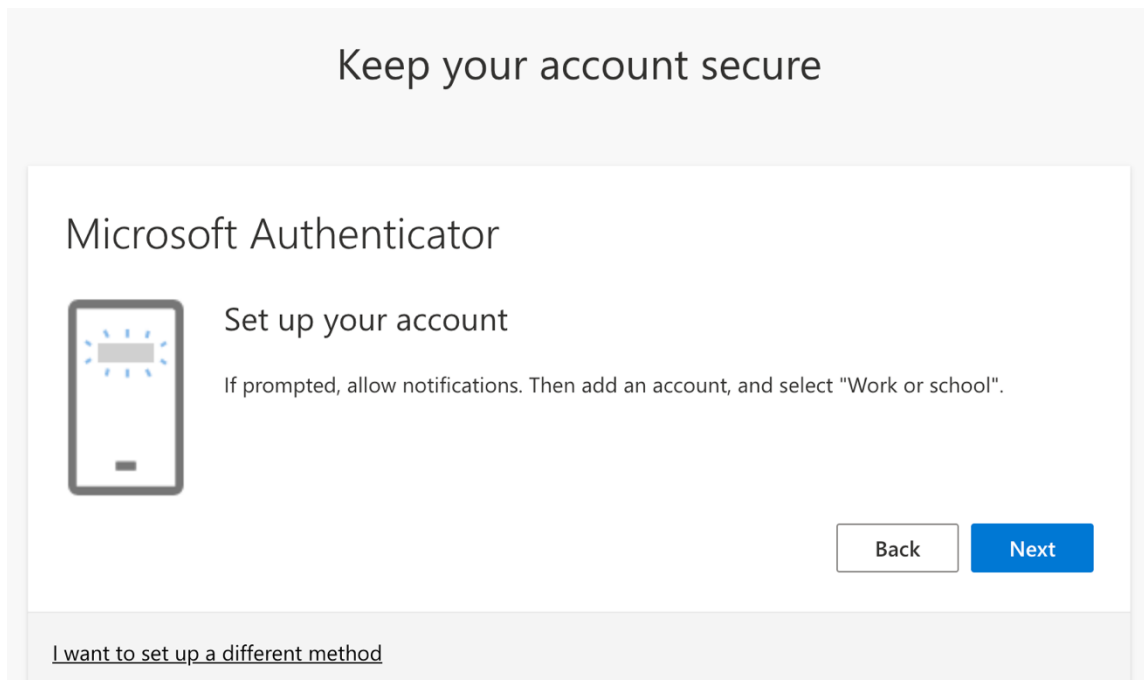 Keep your account secure
Microsoft Authenticator
Set up your account
If prompted, allow notifications. Then add an account, and select "Work or school".
Back
Next
I want to set up a different method